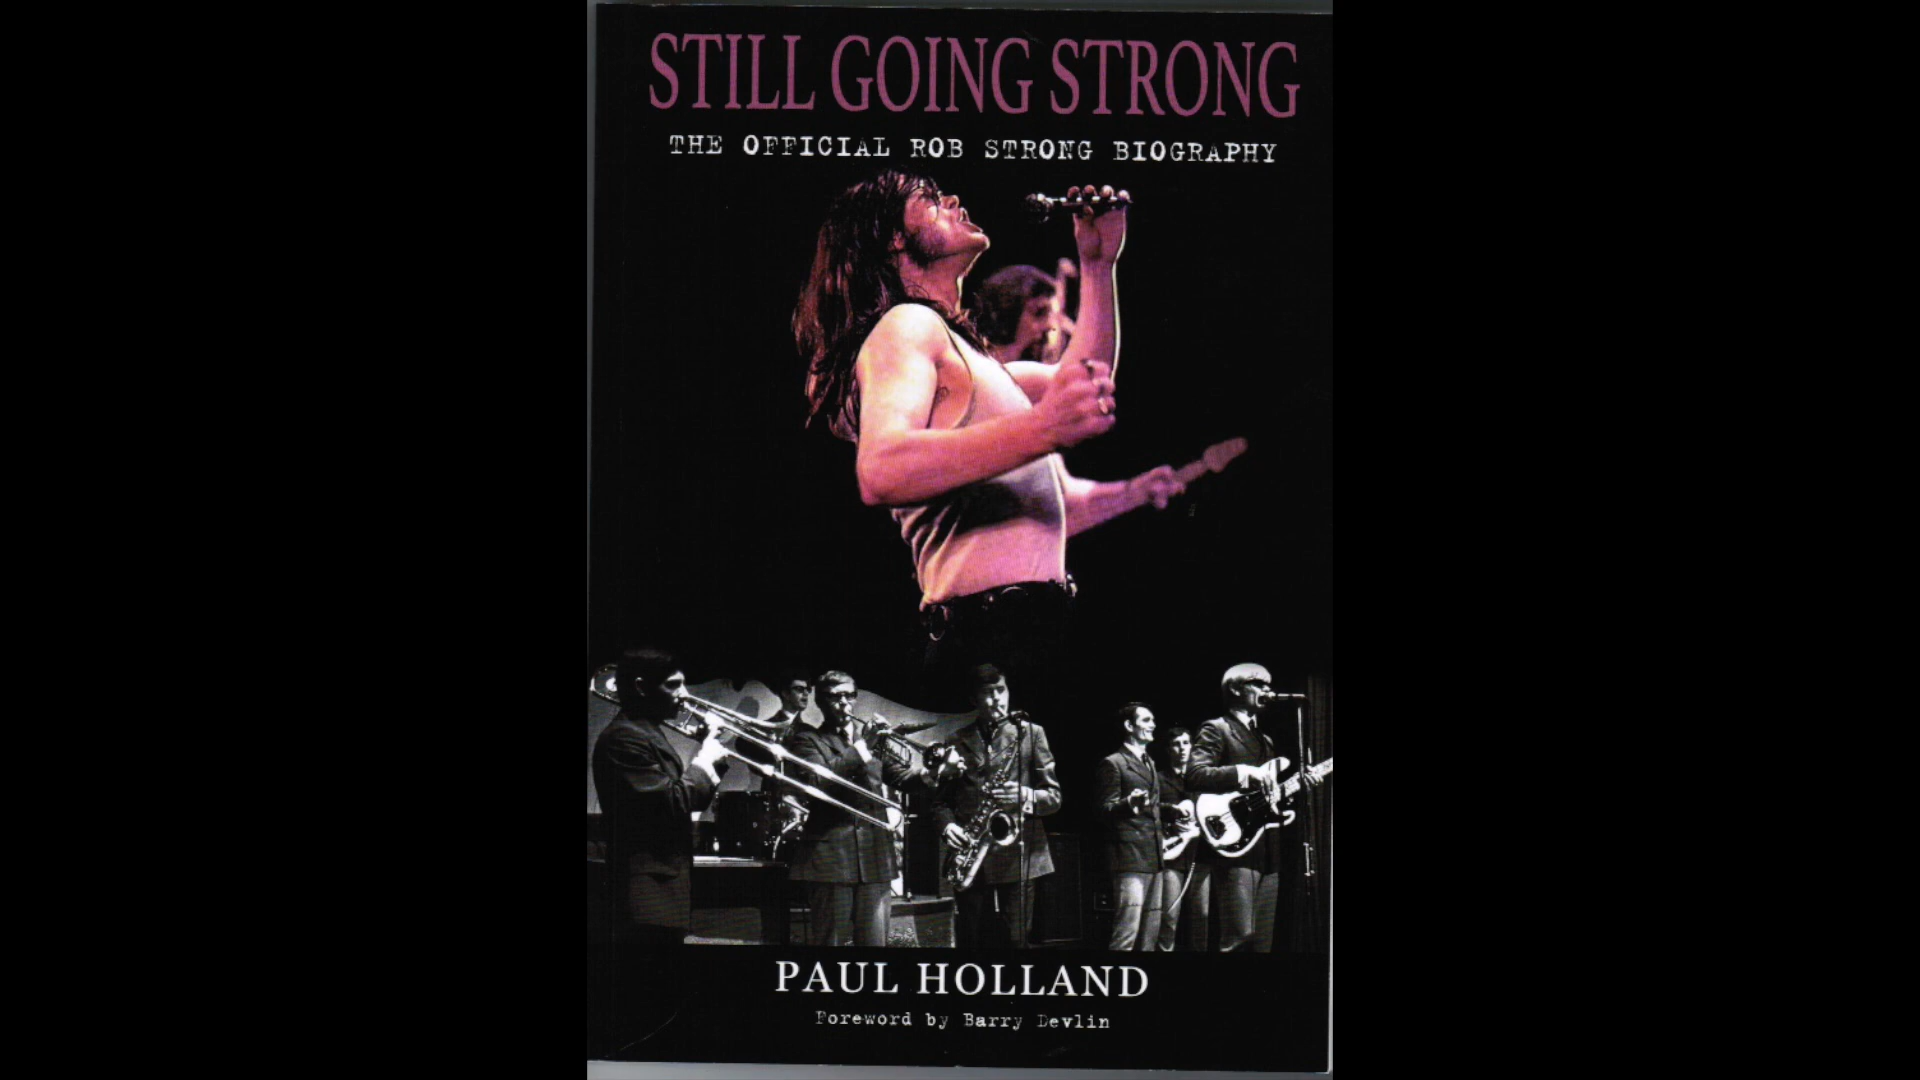 STILL GOING STRONG
THE OFFICIAL ROB STRONG BIOGRAPHY
PAUL HOLLAND
Foreword by Barry Devlin